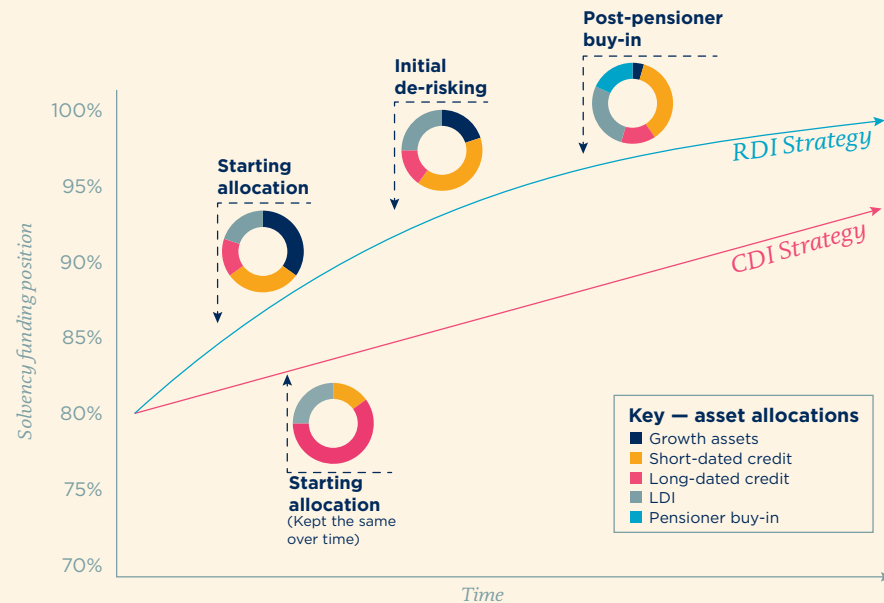 Post-pensioner
buy-in
Initial
de-risking
Starting
allocation
100%
95%
90%
85%
80%
75%
70%
Solvency funding position
RDI Strategy
CDI Strategy
Starting
allocation
(Kept the same
over time)
Key — asset allocations
Growth assets
Short-dated credit
Long-dated credit
LDI
Pensioner buy-in
Time